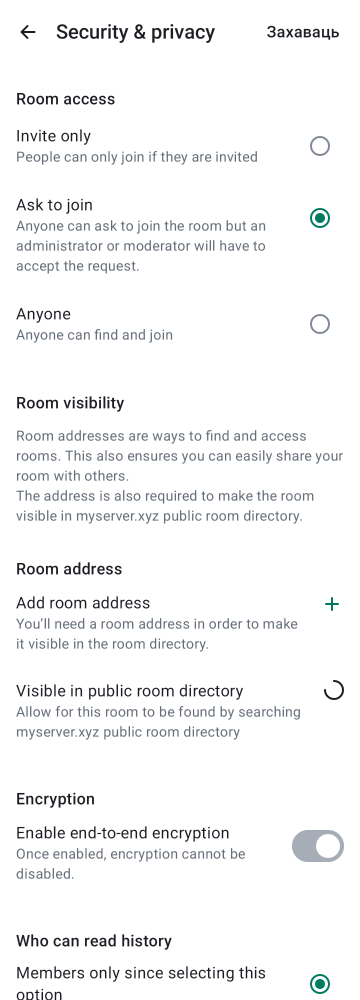 Security & privacy
Захаваць
Room access
Invite only
People can only join if they are invited
Ask to join
Anyone can ask to join the room but an
administrator or moderator will have to
accept the request.
Anyone
Anyone can find and join
Room visibility
Room addresses are ways to find and access
rooms. This also ensures you can easily share your
room with others.
The address is also required to make the room
visible in myserver.xyz public room directory.
Room address
Add room address
You’ll need a room address in order to make
it visible in the room directory.
Visible in public room directory
Allow for this room to be found by searching
myserver.xyz public room directory
Encryption
Enable end-to-end encryption
Once enabled, encryption cannot be
disabled.
Who can read history
Members only since selecting this
option